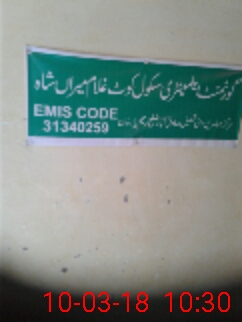 گورنمنٹ ایلیمنٹری سکول کوٹ غلام میراں شاہ
EMIS CODE
31340259
10-03-18 10:30